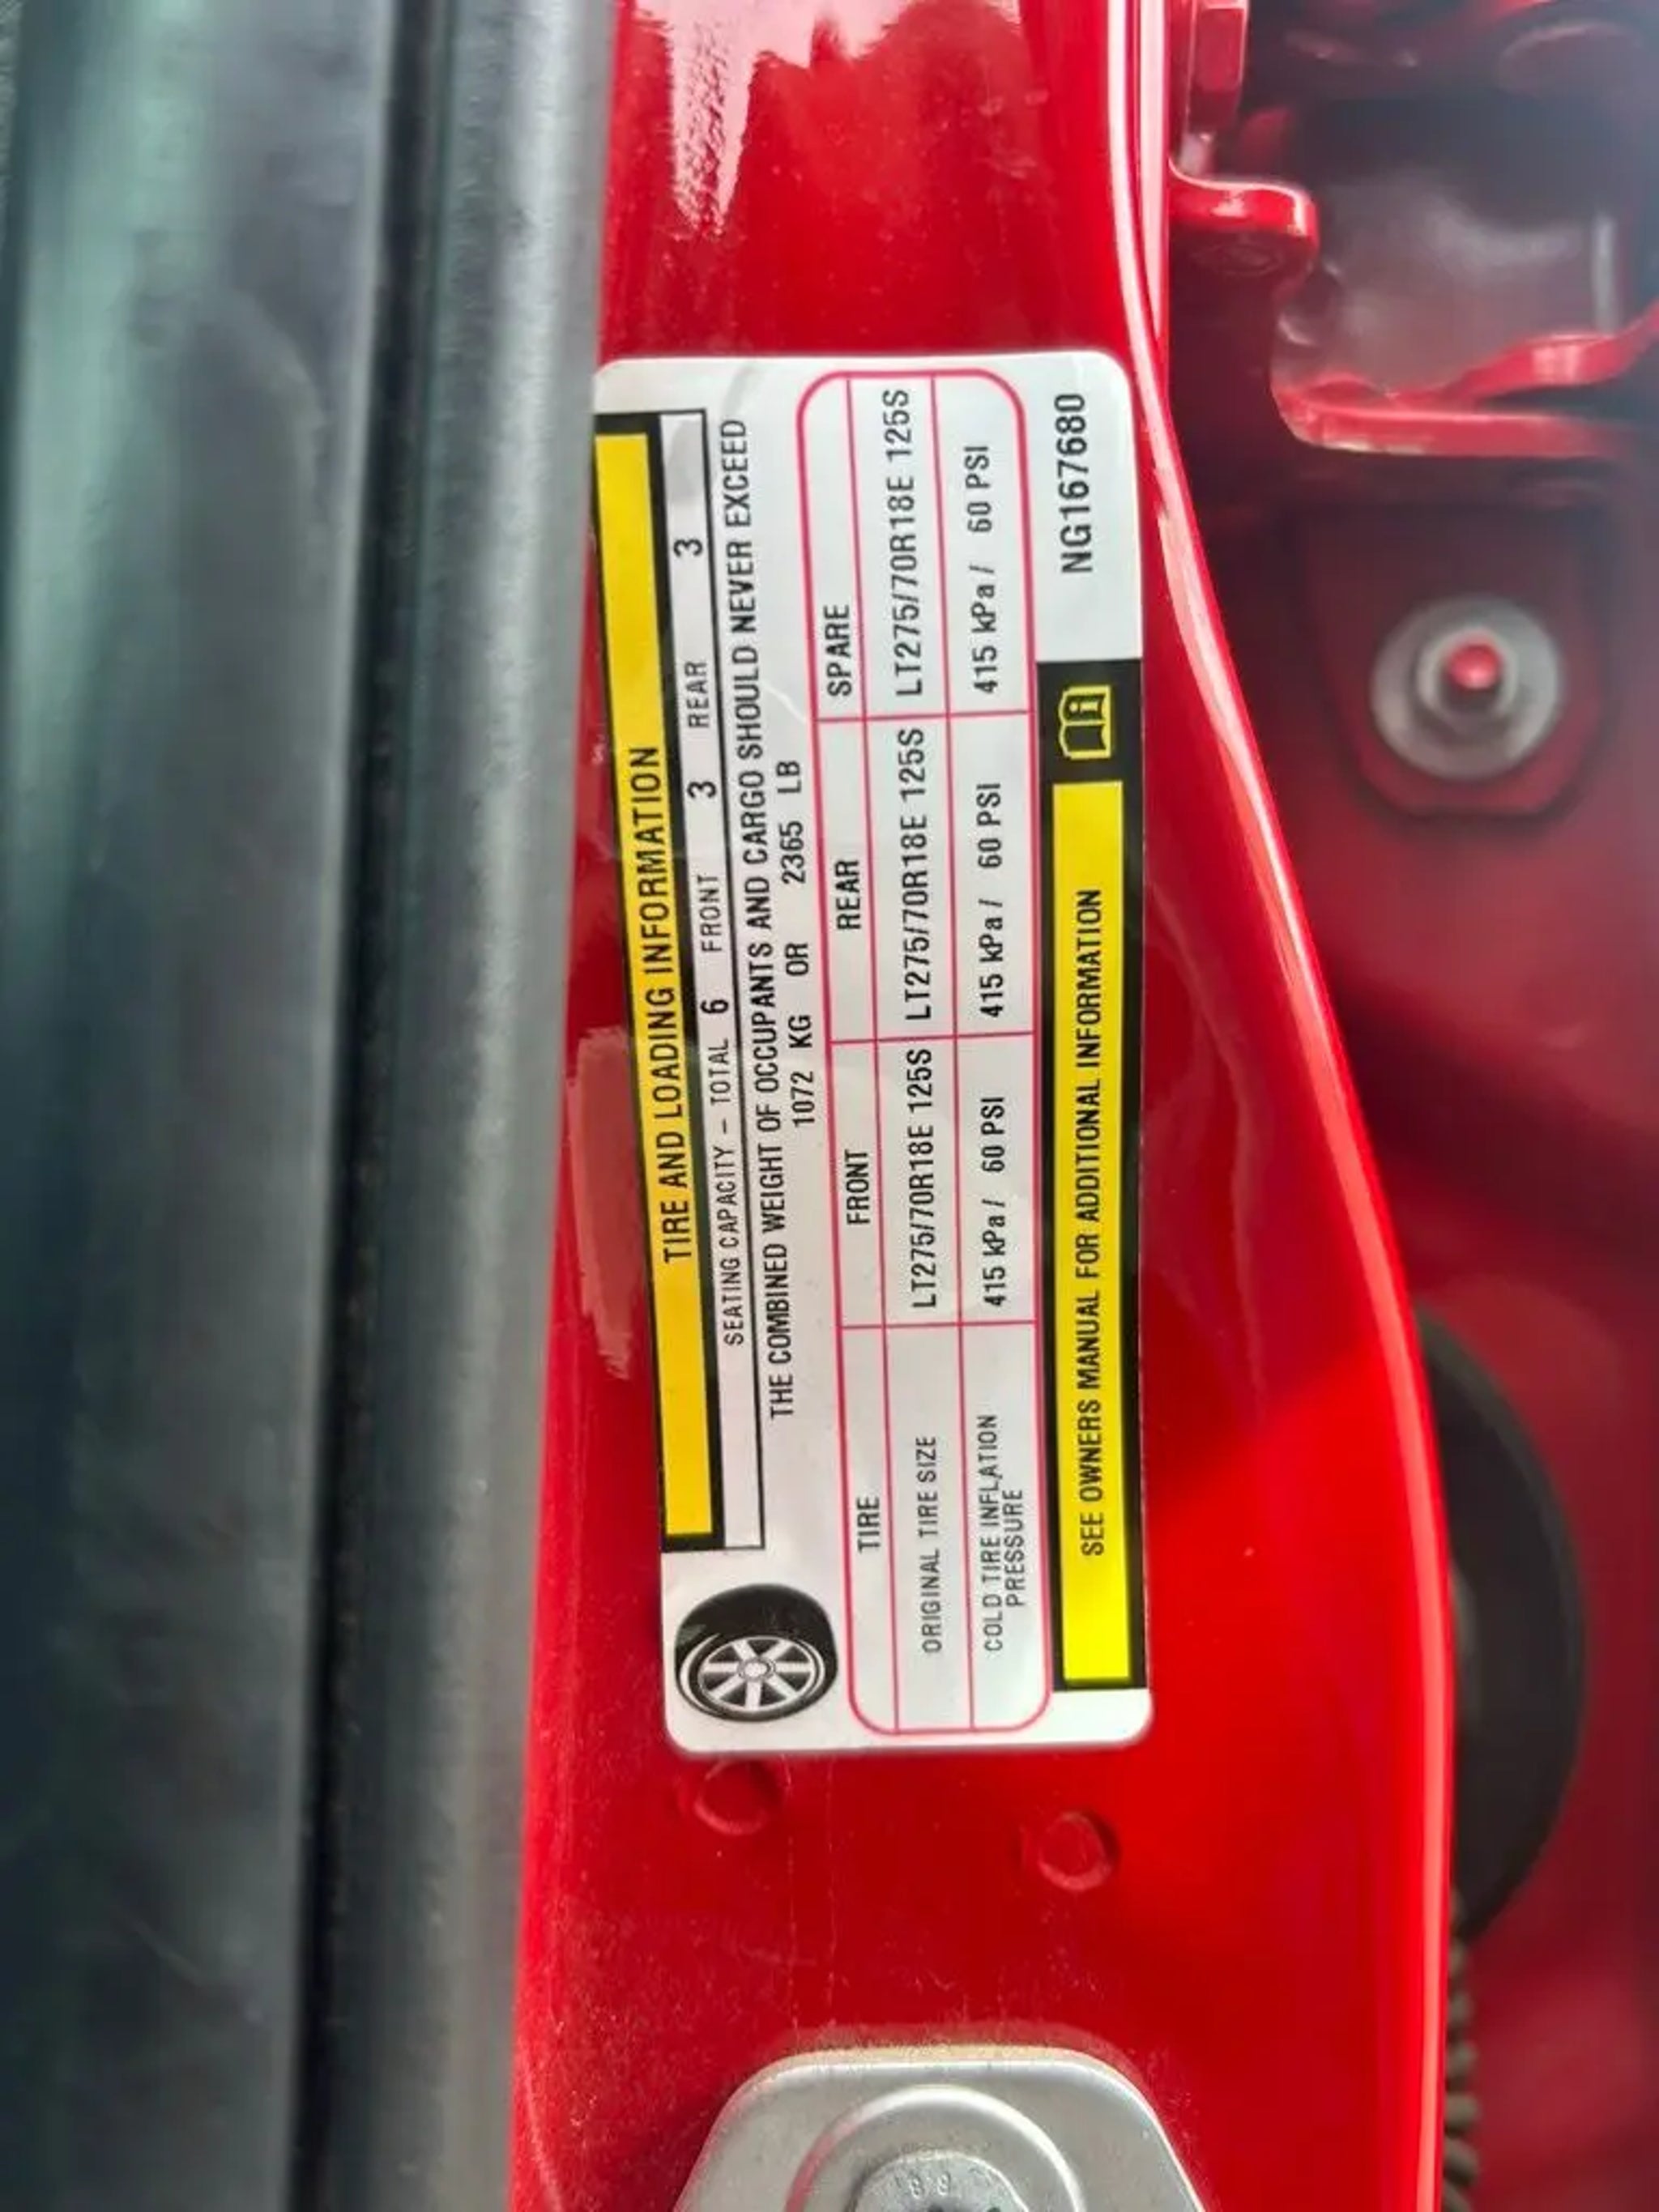 TIRE AND LOADING INFORMATION
SEATING CAPACITY – TOTAL 6 FRONT 3 REAR 3
THE COMBINED WEIGHT OF OCCUPANTS AND CARGO SHOULD NEVER EXCEED
1072 KG OR 2365 LB
TIRE FRONT REAR SPARE
ORIGINAL TIRE SIZE LT275/70R18E 125S LT275/70R18E 125S LT275/70R18E 125S
COLD TIRE INFLATION PRESSURE 415 kPa / 60 PSI 415 kPa / 60 PSI 415 kPa / 60 PSI
SEE OWNERS MANUAL FOR ADDITIONAL INFORMATION
NG167680